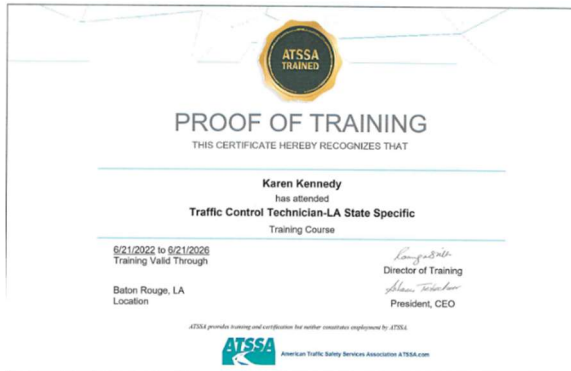 ATSSA
TRAINED
PROOF OF TRAINING
THIS CERTIFICATE HEREBY RECOGNIZES THAT
Karen Kennedy
has attended
Traffic Control Technician-LA State Specific
Training Course
6/21/2022 to 6/21/2026
Training Valid Through
Director of Training
Baton Rouge, LA
Location
President, CEO
ATSSA provides training and certification but neither constitutes employment by ATSSA
ATSSA
American Traffic Safety Services Association ATSSA.com